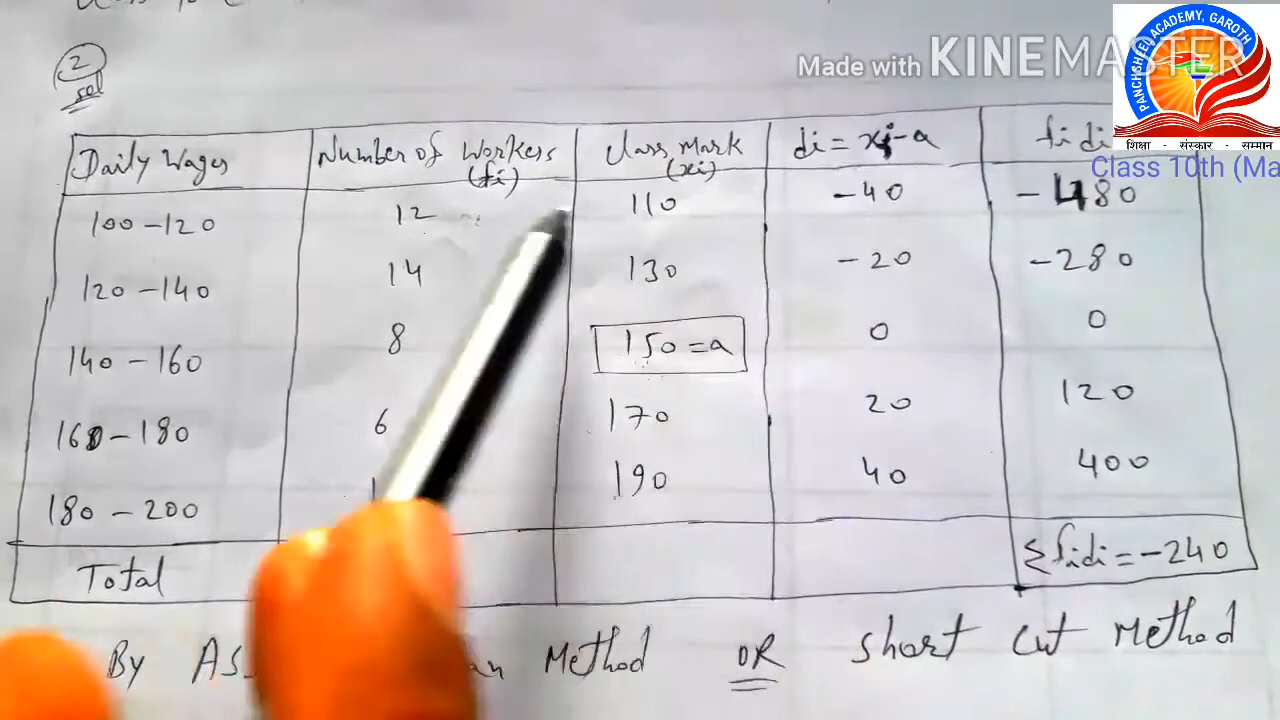 Made with KINEMASTER
PANCHSHEEL ACADEMY, GAROTH
शिक्षा · संस्कार · सम्मान
Class 10th (Ma
2
sol
Daily Wages Number of Workers (fi) Class Mark (xi) di = xi - a fidi
100 - 120 12 110 -40 -480
120 - 140 14 130 -20 -280
140 - 160 8 150 = a 0 0
160 - 180 6 170 20 120
180 - 200 190 40 400
Total Σfidi = -240
By Method OR Short Cut Method